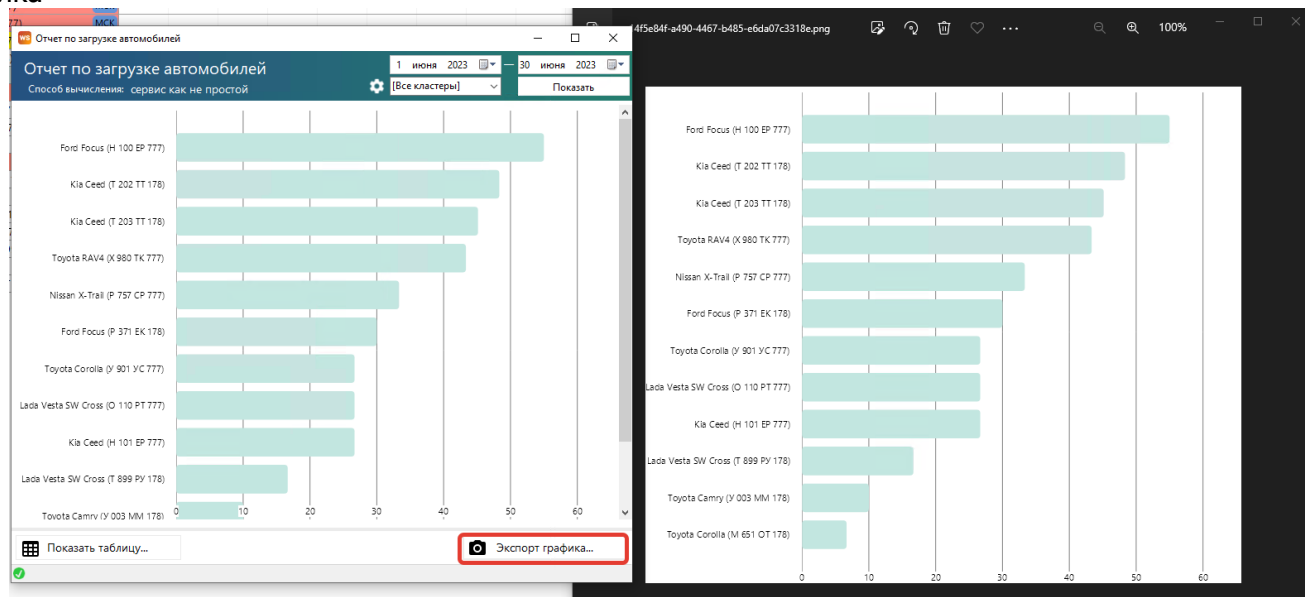 МСК
Отчет по загрузке автомобилей
Отчет по загрузке автомобилей
Способ вычисления: сервис как не простой
1 июня 2023 — 30 июня 2023
[Все кластеры]
Показать
Ford Focus (Н 100 ЕР 777)
Kia Ceed (Т 202 ТТ 178)
Kia Ceed (Т 203 ТТ 178)
Toyota RAV4 (Х 980 ТК 777)
Nissan X-Trail (Р 757 СР 777)
Ford Focus (Р 371 ЕК 178)
Toyota Corolla (У 901 УС 777)
Lada Vesta SW Cross (О 110 РТ 777)
Kia Ceed (Н 101 ЕР 777)
Lada Vesta SW Cross (Т 899 РУ 178)
Toyota Camry (У 003 ММ 178)
0 10 20 30 40 50 60
Показать таблицу...
Экспорт графика...
4f5e84f-a490-4467-b485-e6da07c3318e.png
100%
Ford Focus (Н 100 ЕР 777)
Kia Ceed (Т 202 ТТ 178)
Kia Ceed (Т 203 ТТ 178)
Toyota RAV4 (Х 980 ТК 777)
Nissan X-Trail (Р 757 СР 777)
Ford Focus (Р 371 ЕК 178)
Toyota Corolla (У 901 УС 777)
Lada Vesta SW Cross (О 110 РТ 777)
Kia Ceed (Н 101 ЕР 777)
Lada Vesta SW Cross (Т 899 РУ 178)
Toyota Camry (У 003 ММ 178)
Toyota Corolla (М 651 ОТ 178)
0 10 20 30 40 50 60